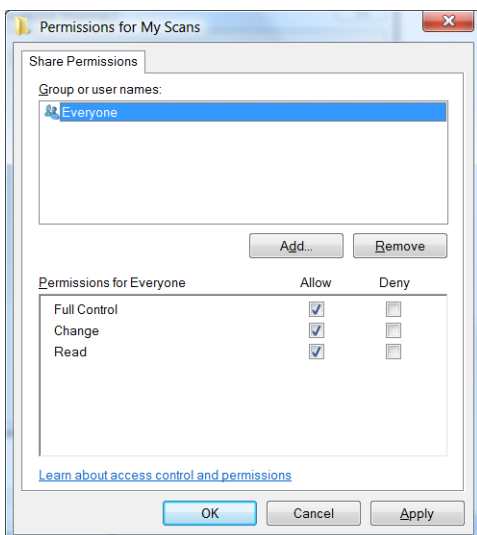 Permissions for My Scans
Share Permissions
Group or user names:
Everyone
Add... Remove
Permissions for Everyone Allow Deny
Full Control
Change
Read
Learn about access control and permissions
OK Cancel Apply